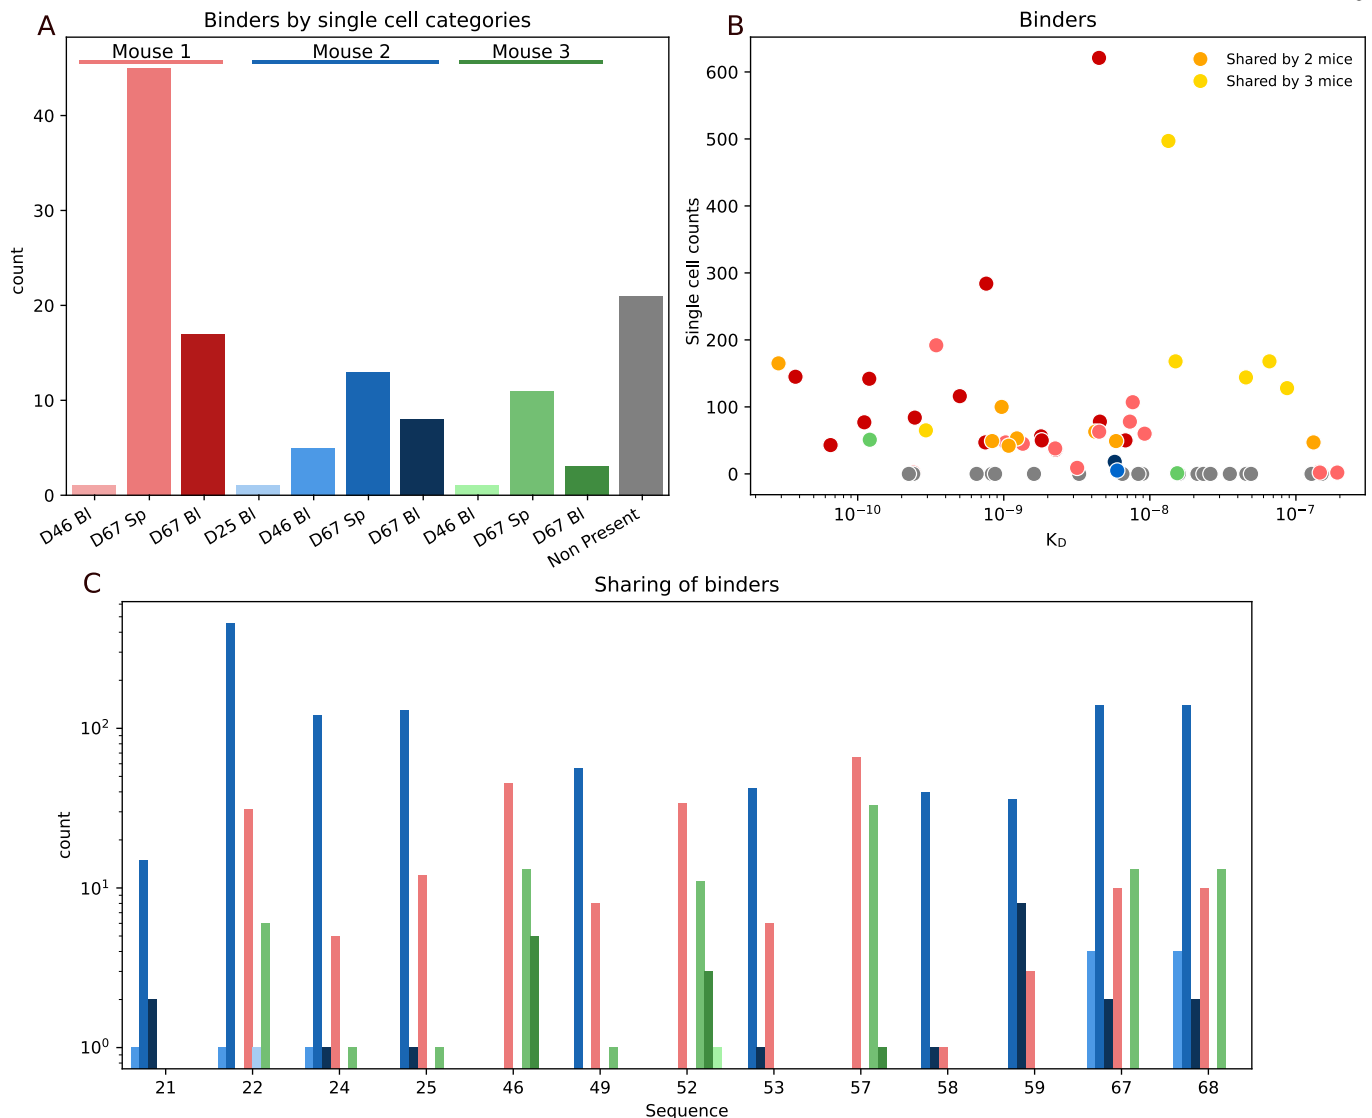 A
Binders by single cell categories
Mouse 1
Mouse 2
Mouse 3
count
40
30
20
10
0
D46 Bl
D67 Sp
D67 Bl
D25 Bl
D46 Bl
D67 Sp
D67 Bl
D46 Bl
D67 Sp
D67 Bl
Non Present
B
Binders
Shared by 2 mice
Shared by 3 mice
Single cell counts
600
500
400
300
200
100
0
10⁻¹⁰
10⁻⁹
10⁻⁸
10⁻⁷
K_D
C
Sharing of binders
count
10²
10¹
10⁰
21 22 24 25 46 49 52 53 57 58 59 67 68
Sequence